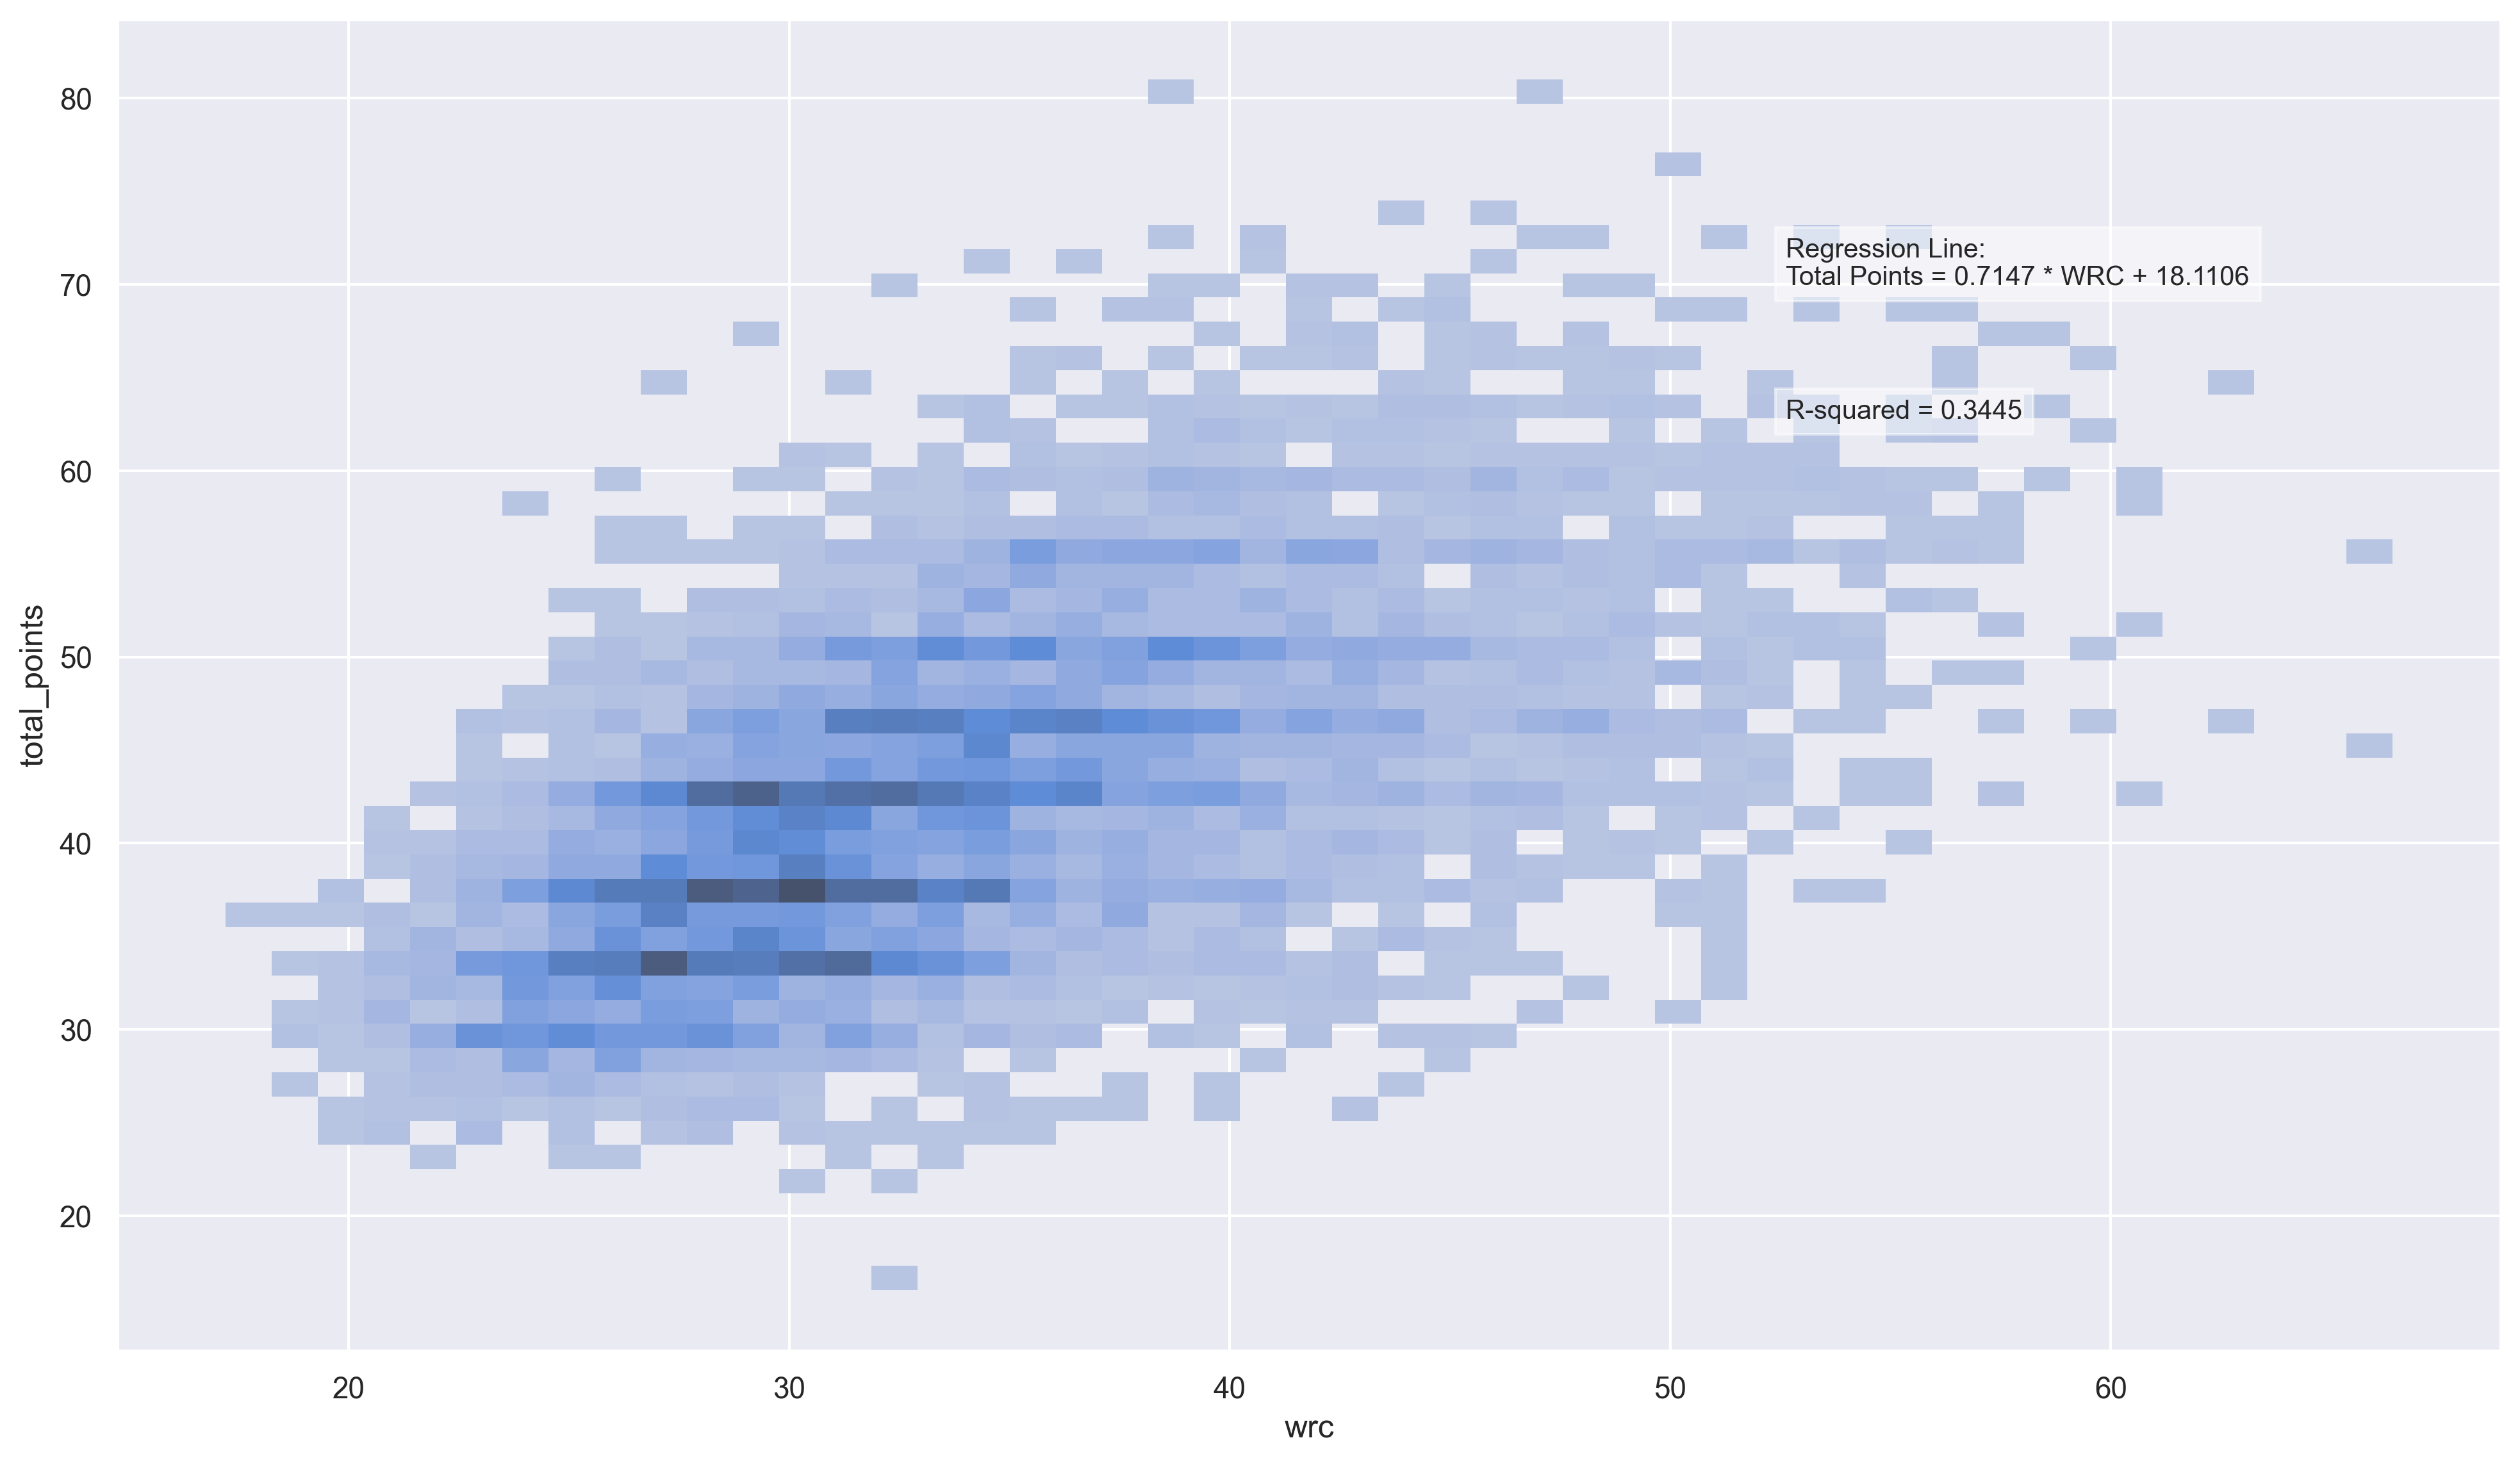 80
70
60
50
40
30
20
total_points
Regression Line:
Total Points = 0.7147 * WRC + 18.1106
R-squared = 0.3445
20
30
40
50
60
wrc